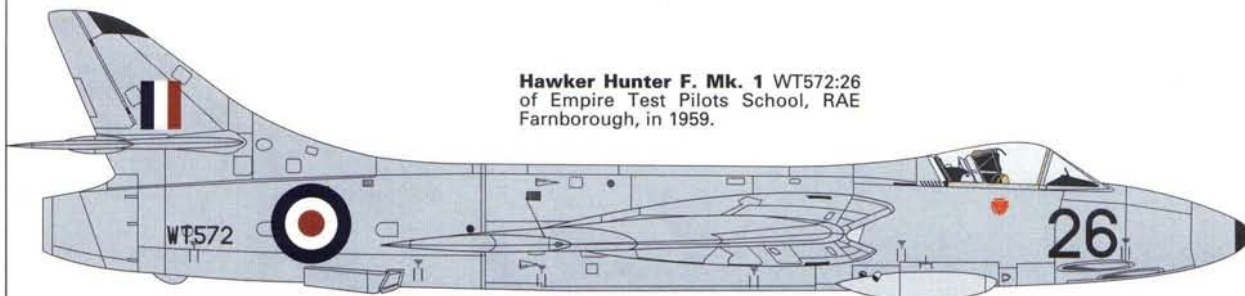 Hawker Hunter F. Mk. 1 WT572:26
of Empire Test Pilots School, RAE
Farnborough, in 1959.
WT572
26